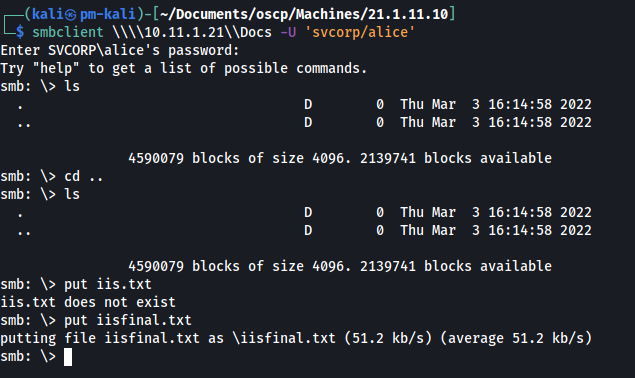 ┌──(kali㉿pm-kali)-[~/Documents/oscp/Machines/21.1.11.10]
└─$ smbclient \\\\10.11.1.21\\Docs -U 'svcorp/alice'
Enter SVCORP\alice's password:
Try "help" to get a list of possible commands.
smb: \> ls
  .                                   D        0  Thu Mar  3 16:14:58 2022
  ..                                  D        0  Thu Mar  3 16:14:58 2022

                4590079 blocks of size 4096. 2139741 blocks available
smb: \> cd ..
smb: \> ls
  .                                   D        0  Thu Mar  3 16:14:58 2022
  ..                                  D        0  Thu Mar  3 16:14:58 2022

                4590079 blocks of size 4096. 2139741 blocks available
smb: \> put iis.txt
iis.txt does not exist
smb: \> put iisfinal.txt
putting file iisfinal.txt as \iisfinal.txt (51.2 kb/s) (average 51.2 kb/s)
smb: \>